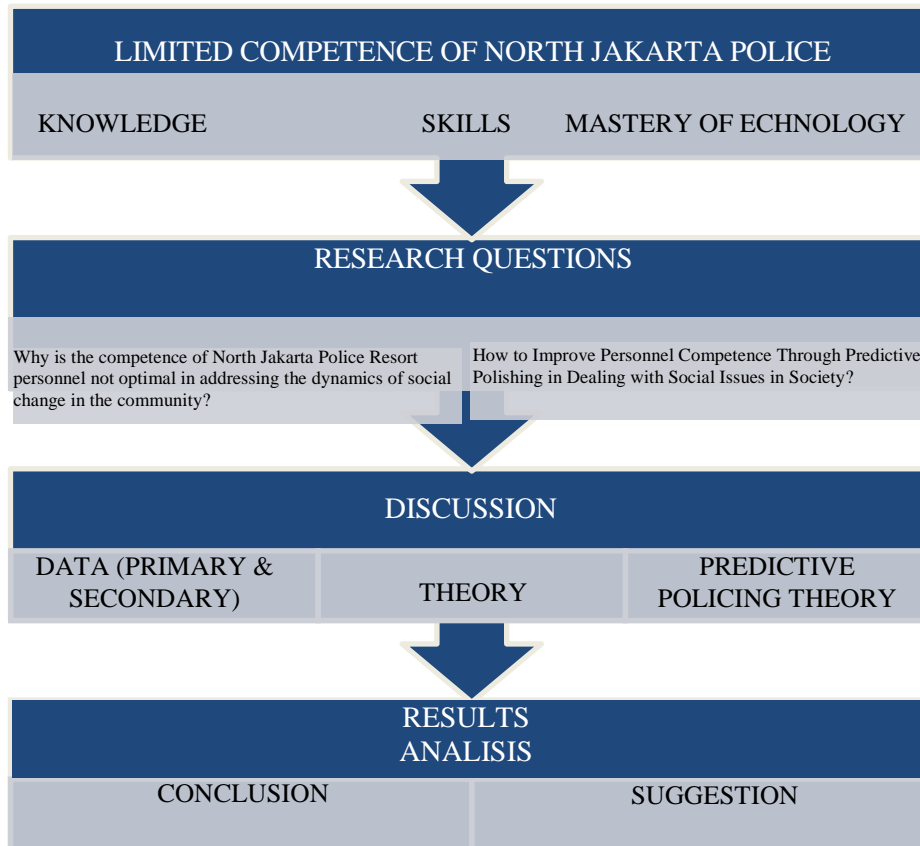 LIMITED COMPETENCE OF NORTH JAKARTA POLICE
KNOWLEDGE SKILLS MASTERY OF ECHNOLOGY
RESEARCH QUESTIONS
Why is the competence of North Jakarta Police Resort
personnel not optimal in addressing the dynamics of social
change in the community?
How to Improve Personnel Competence Through Predictive
Polishing in Dealing with Social Issues in Society?
DISCUSSION
DATA (PRIMARY &
SECONDARY)
THEORY
PREDICTIVE
POLICING THEORY
RESULTS
ANALISIS
CONCLUSION
SUGGESTION